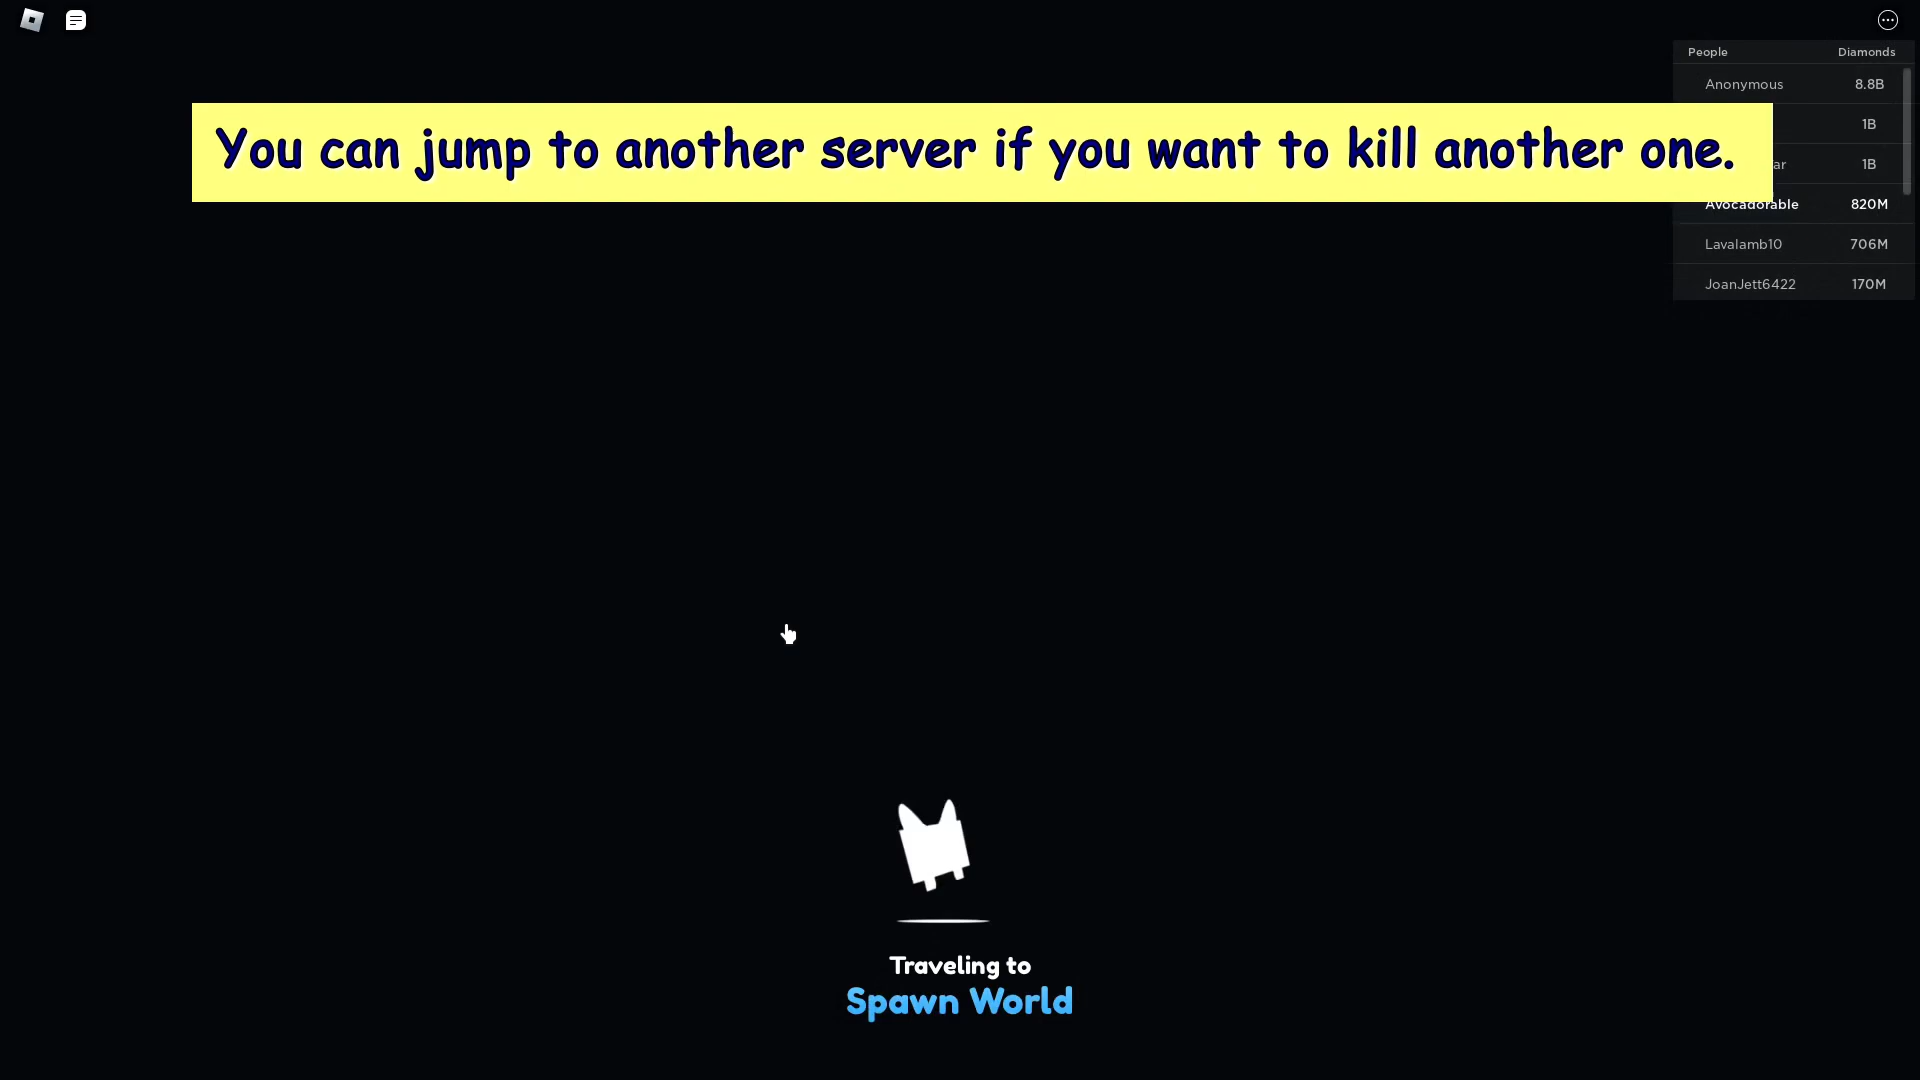 People Diamonds
Anonymous 8.8B
You can jump to another server if you want to kill another one.
1B
ar 1B
Avocadorable 820M
Lavalamb10 706M
JoanJett6422 170M
Traveling to
Spawn World